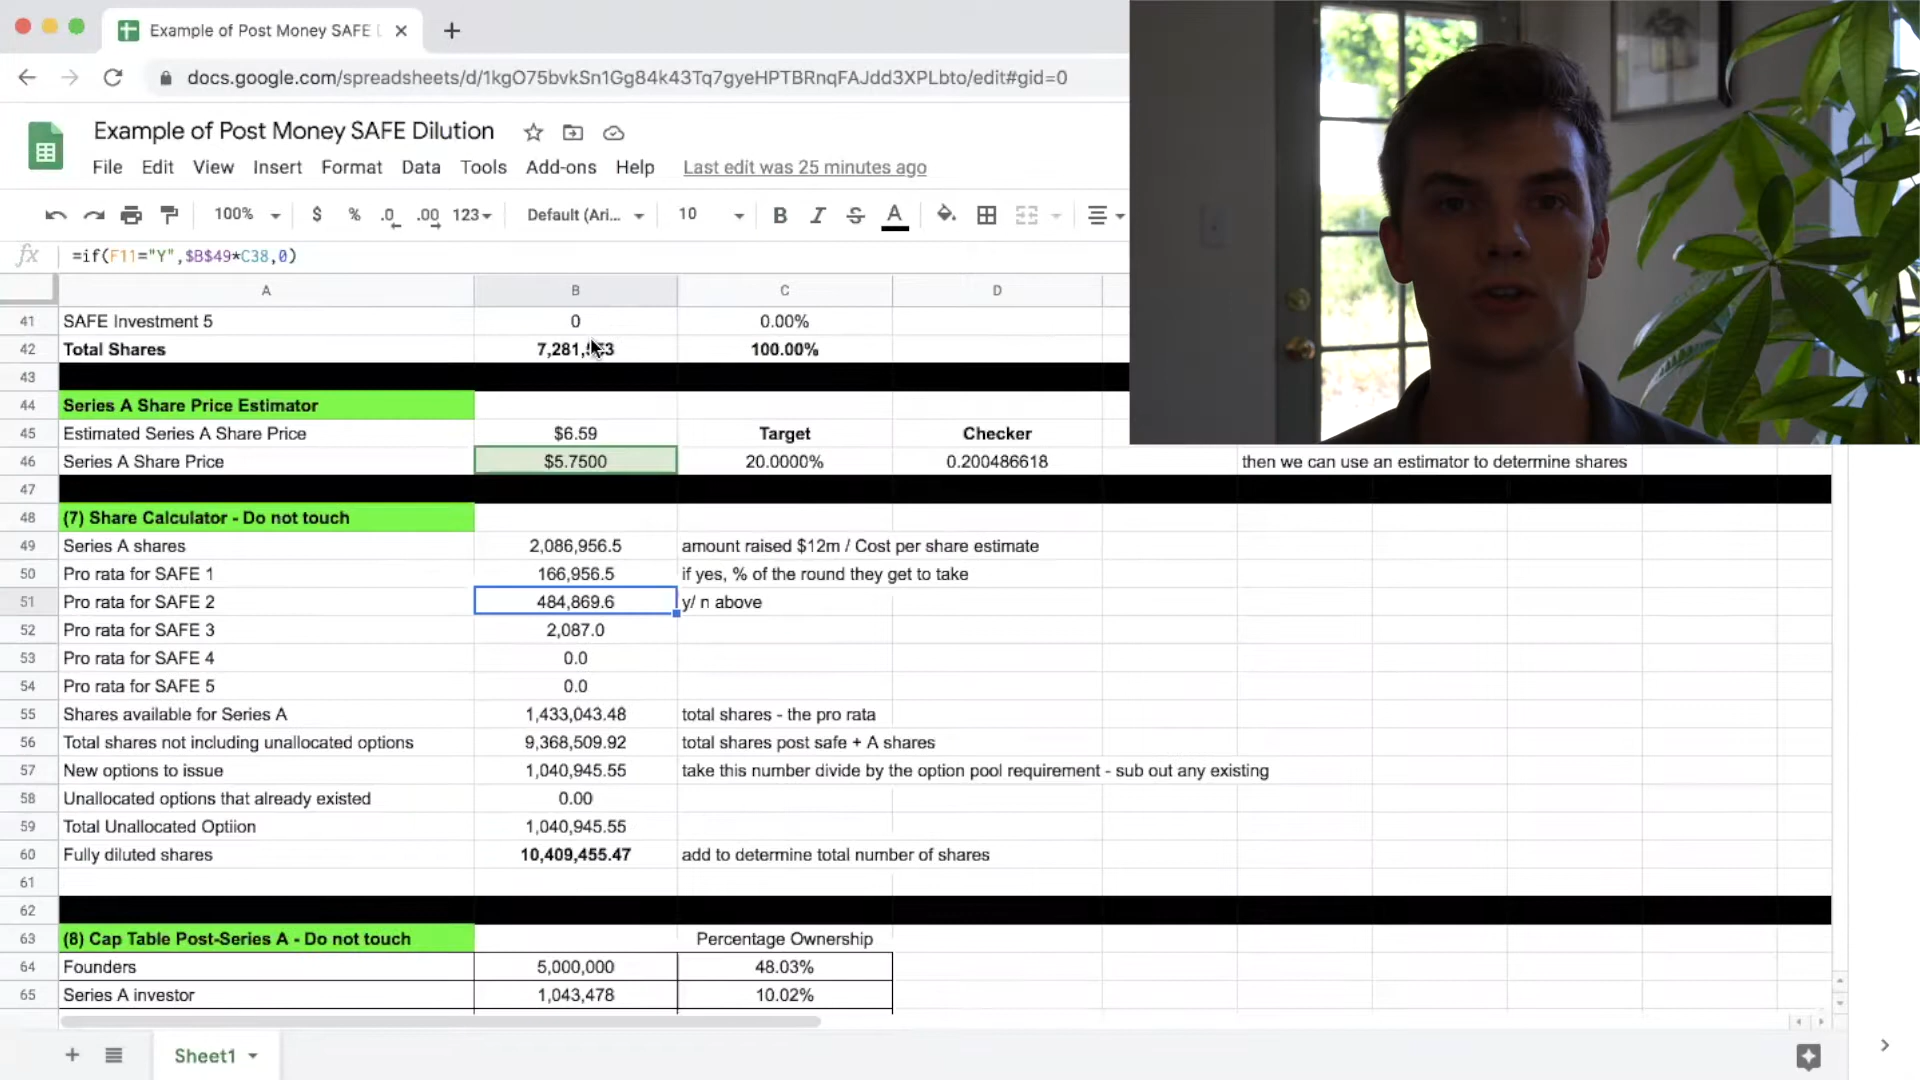 Example of Post Money SAFE D
docs.google.com/spreadsheets/d/1kgO75bvkSn1Gg84k43Tq7gyeHPTBRnqFAJdd3XPLbto/edit#gid=0
Example of Post Money SAFE Dilution
File Edit View Insert Format Data Tools Add-ons Help Last edit was 25 minutes ago
100% $ % .0 .00 123 Default (Ari... 10 B I S A
fx =if(F11="Y",$B$49*C38,0)
A B C D
41 SAFE Investment 5 0 0.00%
42 Total Shares 100.00%
43
44 Series A Share Price Estimator
45 Estimated Series A Share Price $6.59 Target Checker
46 Series A Share Price $5.7500 20.0000% 0.200486618 then we can use an estimator to determine shares
47
48 (7) Share Calculator - Do not touch
49 Series A shares 2,086,956.5 amount raised $12m / Cost per share estimate
50 Pro rata for SAFE 1 166,956.5 if yes, % of the round they get to take
51 Pro rata for SAFE 2 484,869.6 y/ n above
52 Pro rata for SAFE 3 2,087.0
53 Pro rata for SAFE 4 0.0
54 Pro rata for SAFE 5 0.0
55 Shares available for Series A 1,433,043.48 total shares - the pro rata
56 Total shares not including unallocated options 9,368,509.92 total shares post safe + A shares
57 New options to issue 1,040,945.55 take this number divide by the option pool requirement - sub out any existing
58 Unallocated options that already existed 0.00
59 Total Unallocated Optiion 1,040,945.55
60 Fully diluted shares 10,409,455.47 add to determine total number of shares
61
62
63 (8) Cap Table Post-Series A - Do not touch Percentage Ownership
64 Founders 5,000,000 48.03%
65 Series A investor 1,043,478 10.02%
Sheet1